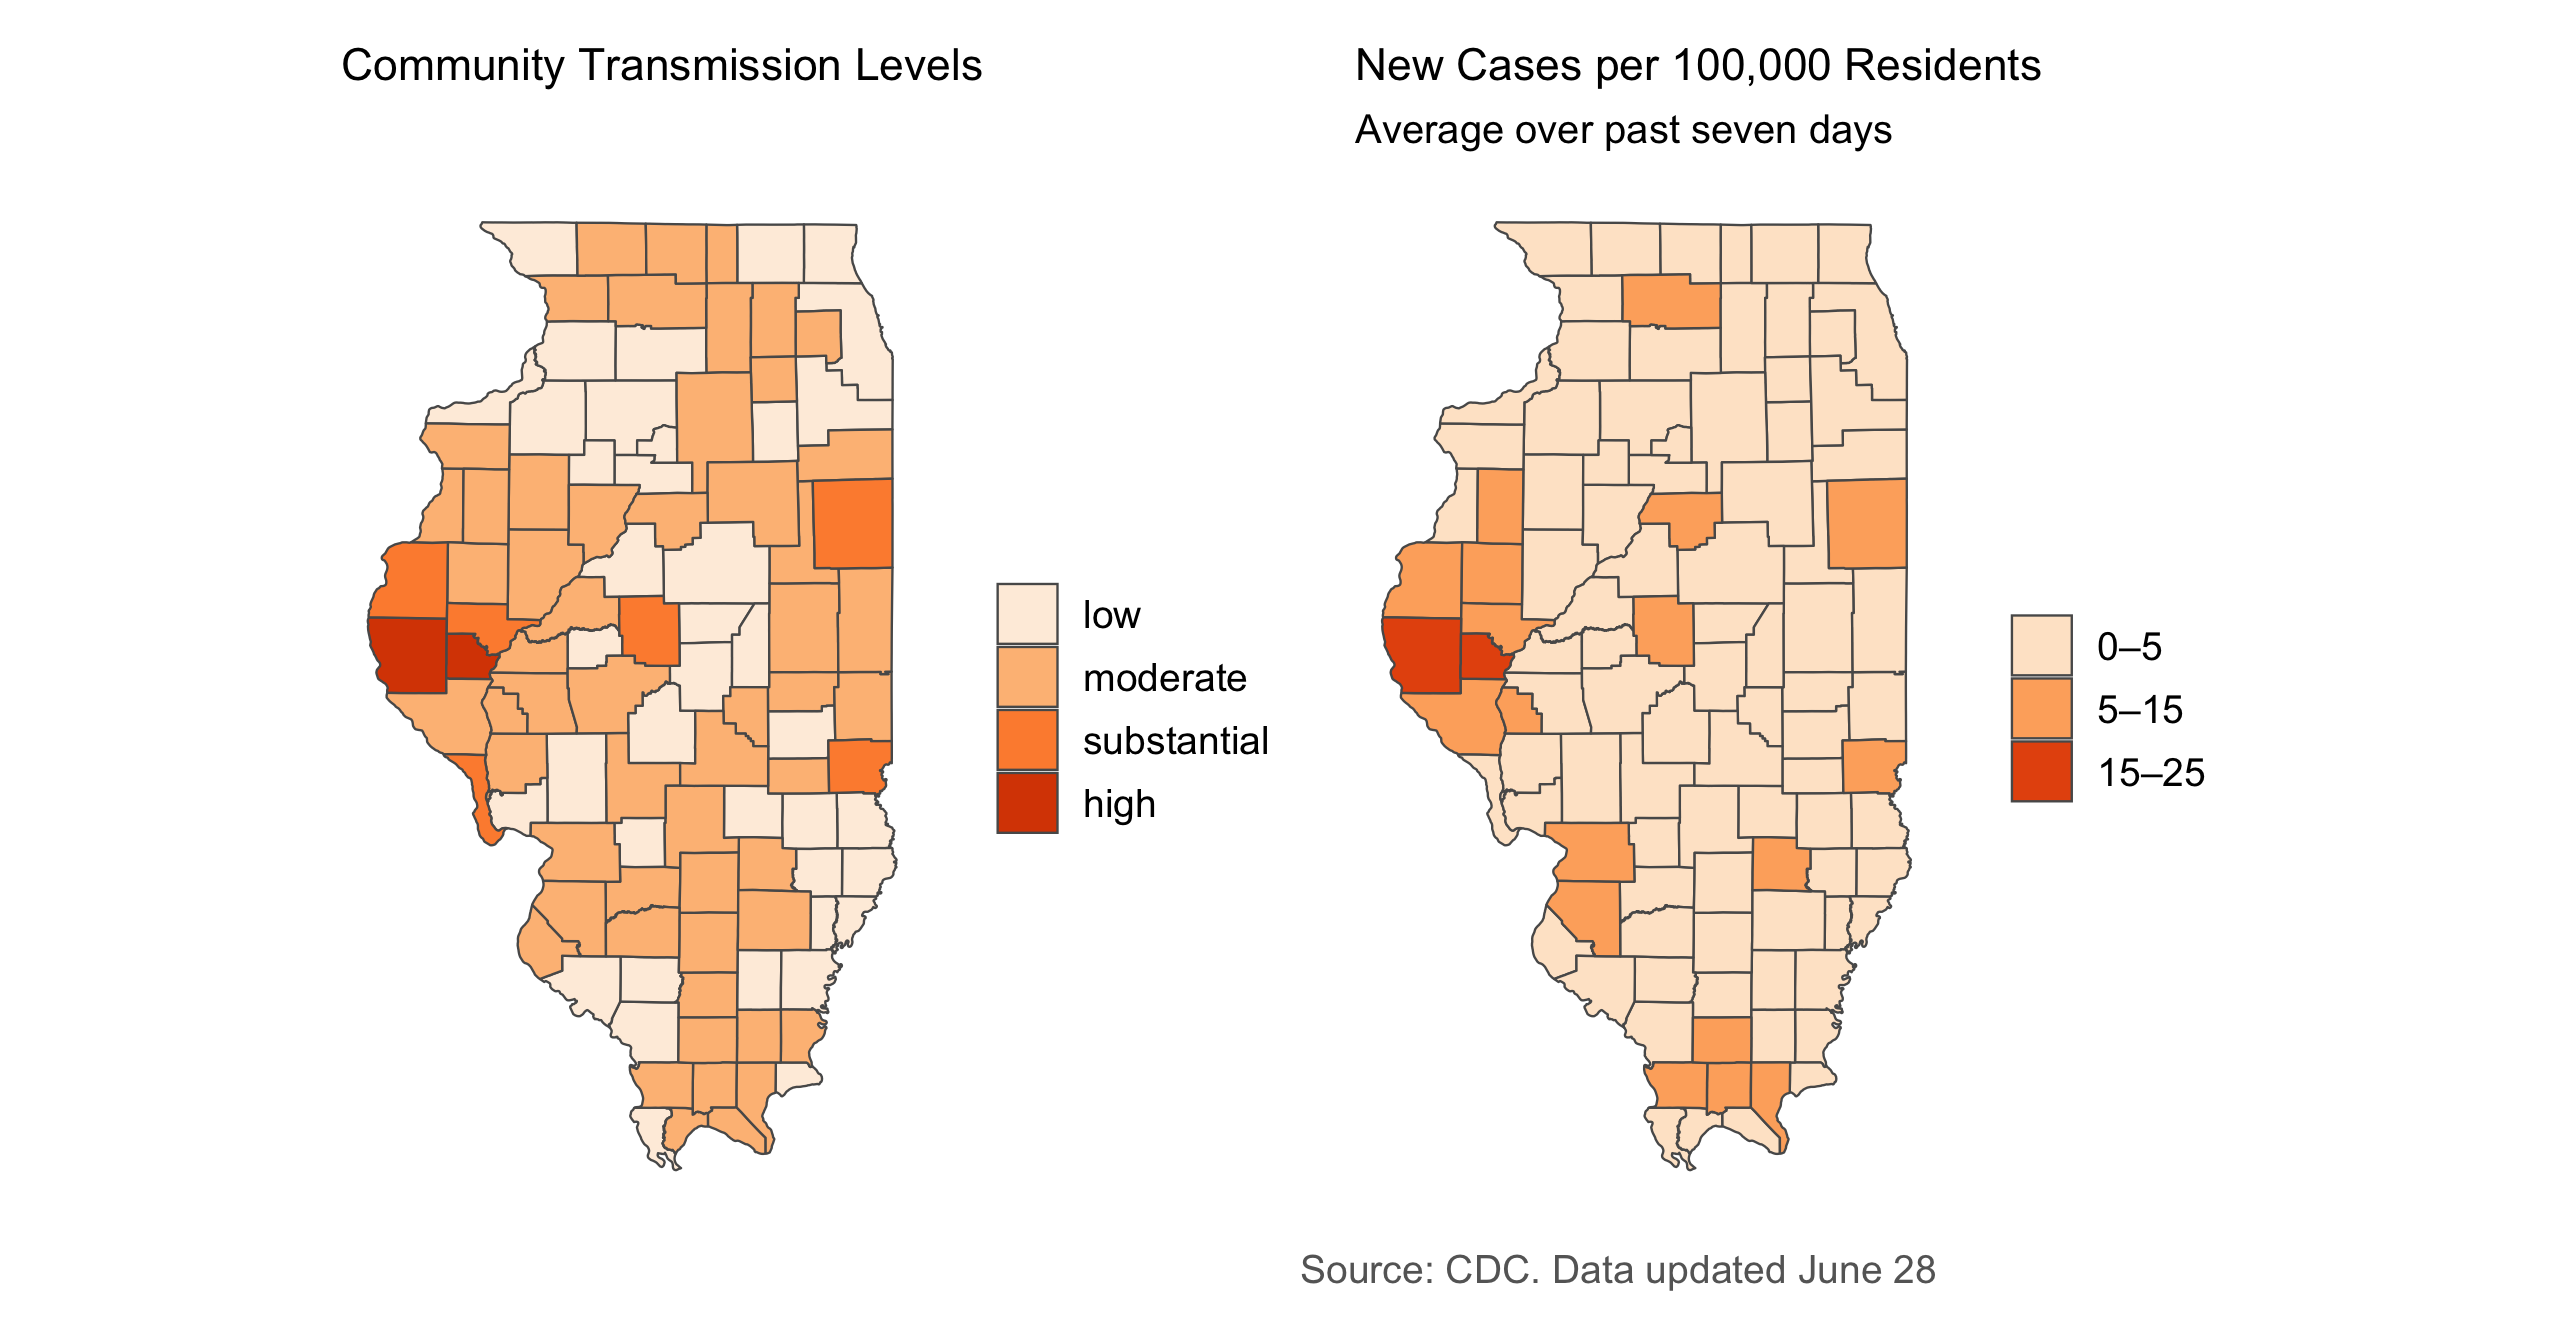 Community Transmission Levels
low
moderate
substantial
high
New Cases per 100,000 Residents
Average over past seven days
0–5
5–15
15–25
Source: CDC. Data updated June 28